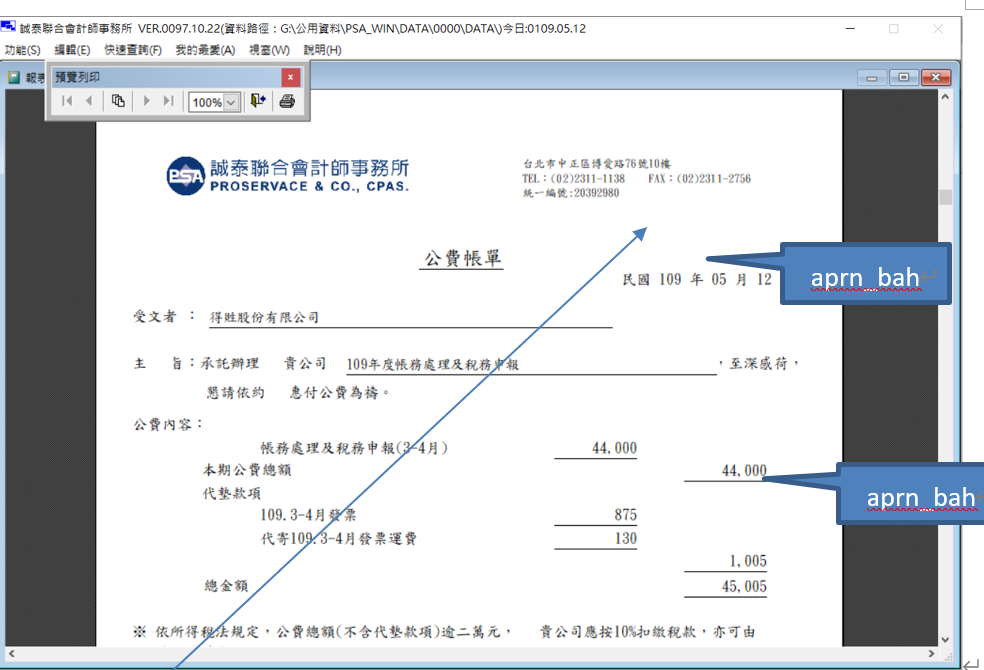 誠泰聯合會計師事務所 VER.0097.10.22(資料路徑：G:\公用資料\PSA_WIN\DATA\0000\DATA\)今日:0109.05.12
功能(S) 編輯(E) 快速查詢(F) 我的最愛(A) 視窗(W) 說明(H)
報表
預覽列印
100%
PSA 誠泰聯合會計師事務所
PROSERVACE & CO., CPAS.
台北市中正區博愛路76號10樓
TEL：(02)2311-1138 FAX：(02)2311-2756
統一編號:20392980
公費帳單
民國 109 年 05 月 12
aprn_bah
受文者 ： 得甡股份有限公司
主 旨：承託辦理 貴公司 109年度帳務處理及稅務申報 ，至深感荷，
懇請依約 惠付公費為禱。
公費內容：
帳務處理及稅務申報(3-4月) 44,000
本期公費總額 44,000
aprn_bah
代墊款項
109.3-4月發票 875
代寄109.3-4月發票運費 130
1,005
總金額 45,005
※ 依所得稅法規定，公費總額(不含代墊款項)逾二萬元， 貴公司應按10%扣繳稅款，亦可由